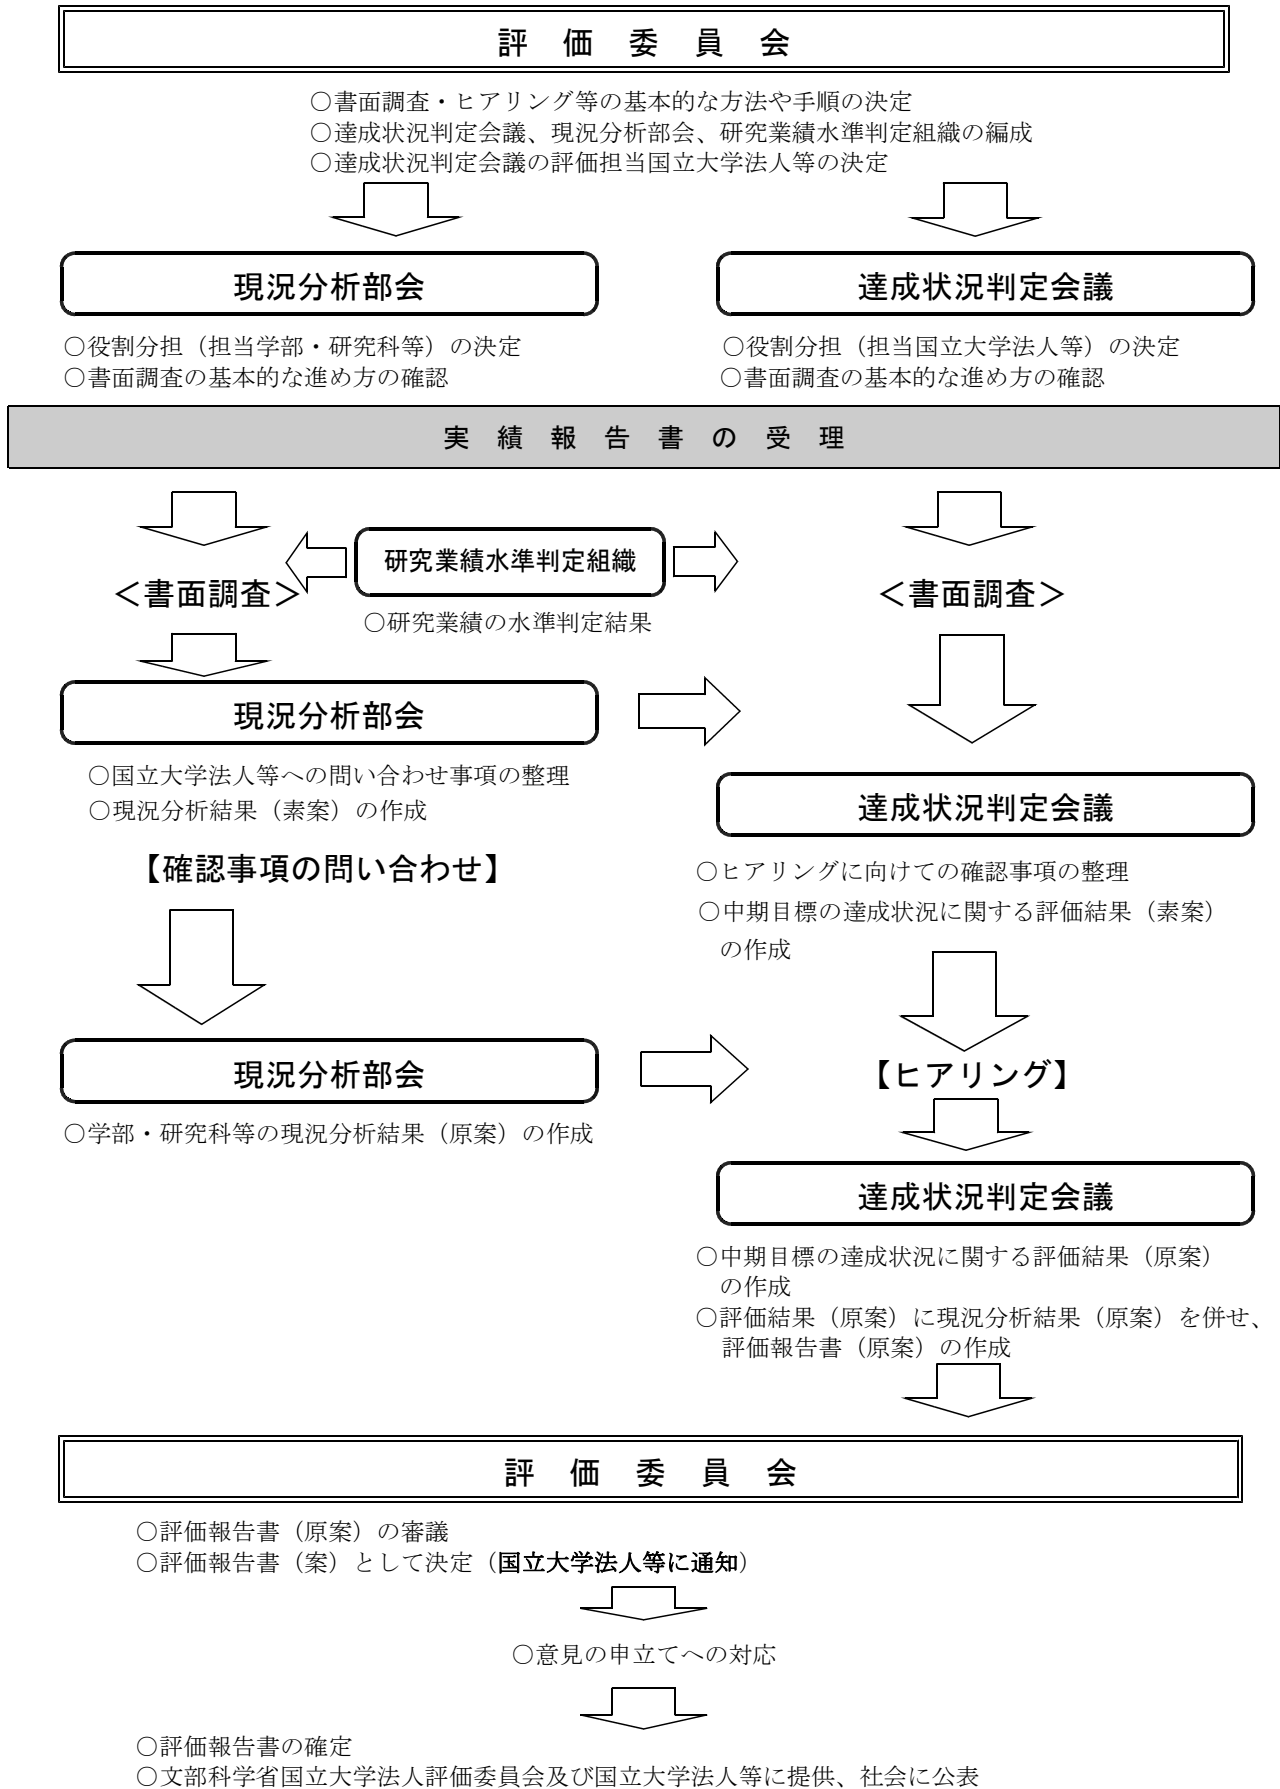 評　価　委　員　会
○書面調査・ヒアリング等の基本的な方法や手順の決定
○達成状況判定会議、現況分析部会、研究業績水準判定組織の編成
○達成状況判定会議の評価担当国立大学法人等の決定
現況分析部会
○役割分担（担当学部・研究科等）の決定
○書面調査の基本的な進め方の確認
達成状況判定会議
○役割分担（担当国立大学法人等）の決定
○書面調査の基本的な進め方の確認
実　績　報　告　書　の　受　理
＜書面調査＞
研究業績水準判定組織
○研究業績の水準判定結果
＜書面調査＞
現況分析部会
○国立大学法人等への問い合わせ事項の整理
○現況分析結果（素案）の作成
【確認事項の問い合わせ】
達成状況判定会議
○ヒアリングに向けての確認事項の整理
○中期目標の達成状況に関する評価結果（素案）
の作成
現況分析部会
○学部・研究科等の現況分析結果（原案）の作成
【ヒアリング】
達成状況判定会議
○中期目標の達成状況に関する評価結果（原案）
の作成
○評価結果（原案）に現況分析結果（原案）を併せ、
評価報告書（原案）の作成
評　価　委　員　会
○評価報告書（原案）の審議
○評価報告書（案）として決定（国立大学法人等に通知）
○意見の申立てへの対応
○評価報告書の確定
○文部科学省国立大学法人評価委員会及び国立大学法人等に提供、社会に公表